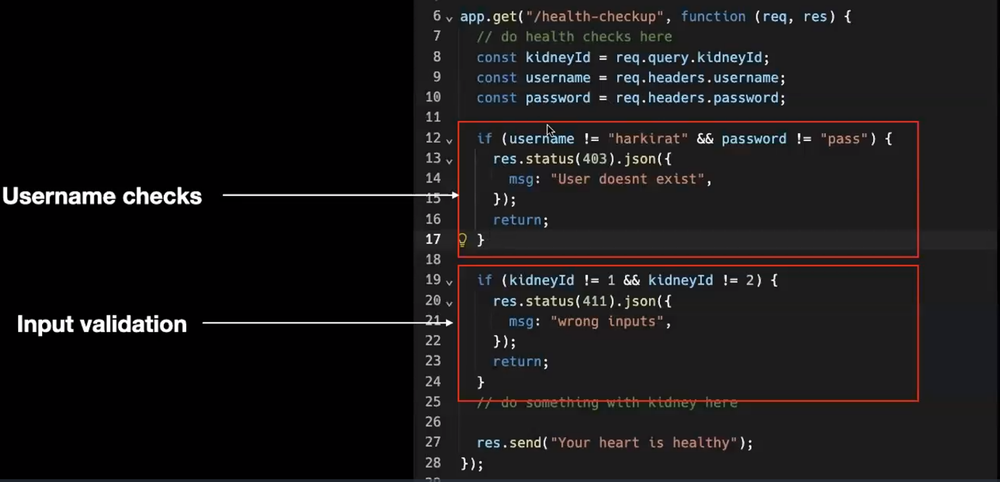 6 app.get("/health-checkup", function (req, res) {
7 // do health checks here
8 const kidneyId = req.query.kidneyId;
9 const username = req.headers.username;
10 const password = req.headers.password;
11
12 if (username != "harkirat" && password != "pass") {
13 res.status(403).json({
14 msg: "User doesnt exist",
Username checks
15 });
16 return;
17 }
18
19 if (kidneyId != 1 && kidneyId != 2) {
20 res.status(411).json({
Input validation
21 msg: "wrong inputs",
22 });
23 return;
24 }
25 // do something with kidney here
26
27 res.send("Your heart is healthy");
28 });